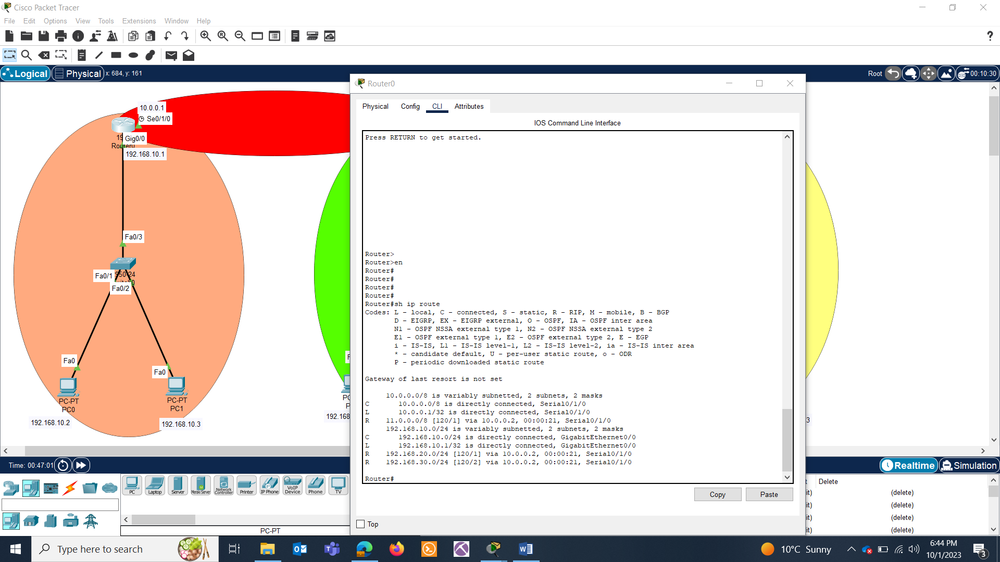 Cisco Packet Tracer
File Edit Options View Tools Extensions Window Help
Logical Physical x: 684, y: 161
Root 00:10:30
10.0.0.1
Se0/1/0
Gig0/0
Router0
192.168.10.1
Fa0/3
Fa0/1
950-24
Fa0/2
Fa0
Fa0
PC-PT
PC0
192.168.10.2
PC-PT
PC1
192.168.10.3
192.168
3
Router0
Physical Config CLI Attributes
IOS Command Line Interface
Press RETURN to get started.
Router>
Router>en
Router#
Router#
Router#
Router#
Router#sh ip route
Codes: L - local, C - connected, S - static, R - RIP, M - mobile, B - BGP
D - EIGRP, EX - EIGRP external, O - OSPF, IA - OSPF inter area
N1 - OSPF NSSA external type 1, N2 - OSPF NSSA external type 2
E1 - OSPF external type 1, E2 - OSPF external type 2, E - EGP
i - IS-IS, L1 - IS-IS level-1, L2 - IS-IS level-2, ia - IS-IS inter area
* - candidate default, U - per-user static route, o - ODR
P - periodic downloaded static route
Gateway of last resort is not set
10.0.0.0/8 is variably subnetted, 2 subnets, 2 masks
C 10.0.0.0/8 is directly connected, Serial0/1/0
L 10.0.0.1/32 is directly connected, Serial0/1/0
R 11.0.0.0/8 [120/1] via 10.0.0.2, 00:00:21, Serial0/1/0
192.168.10.0/24 is variably subnetted, 2 subnets, 2 masks
C 192.168.10.0/24 is directly connected, GigabitEthernet0/0
L 192.168.10.1/32 is directly connected, GigabitEthernet0/0
R 192.168.20.0/24 [120/1] via 10.0.0.2, 00:00:21, Serial0/1/0
R 192.168.30.0/24 [120/2] via 10.0.0.2, 00:00:21, Serial0/1/0
Router#
Copy Paste
Top
Time: 00:47:01
Realtime Simulation
PC Laptop Server Meraki Server Network Controller Printer IP Phone VoIP Device Phone TV
PC-PT
t Delete
it) (delete)
it) (delete)
it) (delete)
it) (delete)
Type here to search
10°C Sunny
6:44 PM
10/1/2023
3